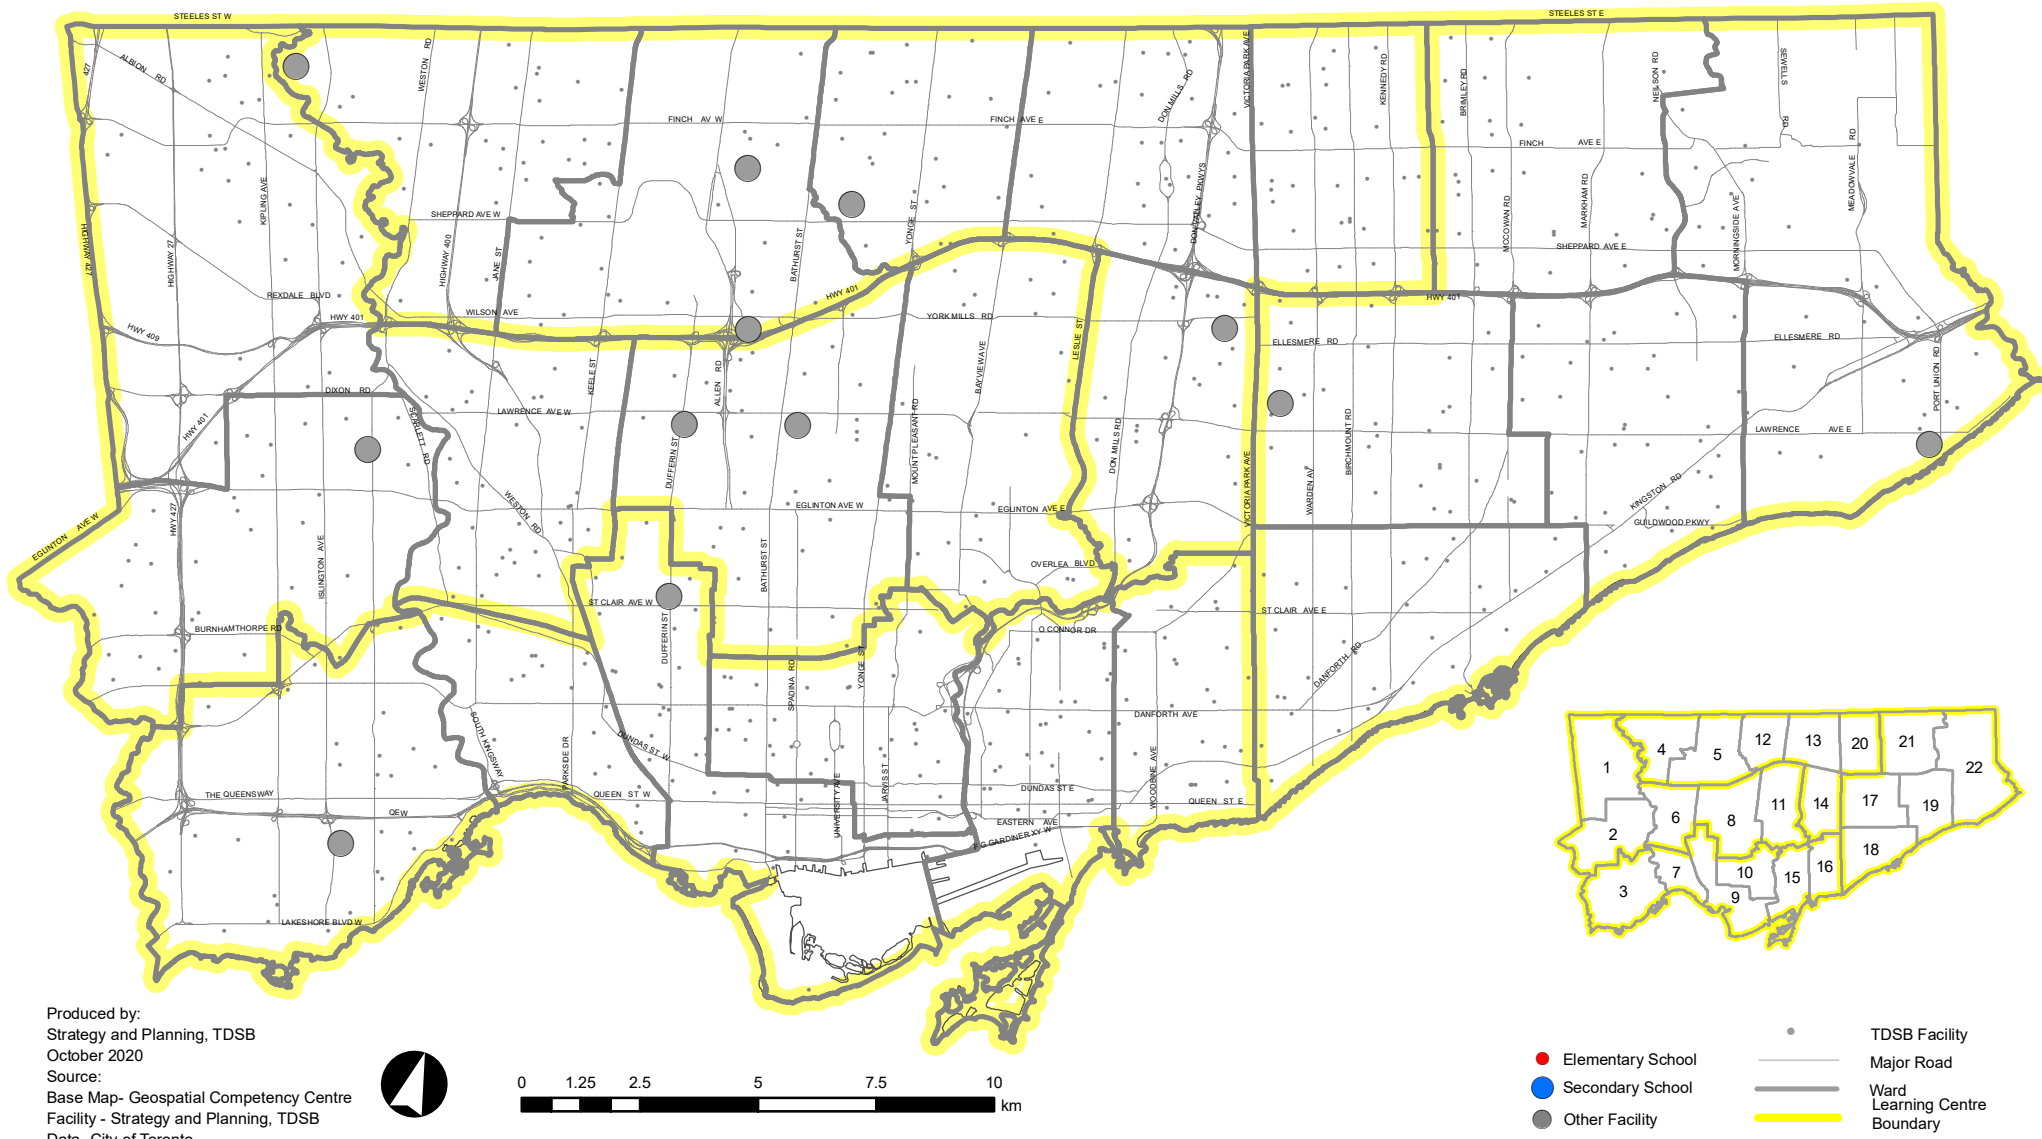 STEELES ST W
STEELES ST E
427
ALBION RD
WESTON RD
DON MILLS RD
VICTORIA PARK AVE
KENNEDY RD
BRIMLEY RD
NEILSON RD
SEWELLS RD
FINCH AV W
FINCH AVE E
FINCH AVE E
KIPLING AVE
HIGHWAY 27
HIGHWAY 427
SHEPPARD AVE W
HIGHWAY 400
JANE ST
BATHURST ST
YONGE ST
DON VALLEY PKWYS
MCCOWAN RD
MARKHAM RD
MORNINGSIDE AVE
MEADOWVALE RD
SHEPPARD AVE E
REXDALE BLVD
HWY 401
WILSON AVE
HWY 401
HWY 401
HWY 409
YORK MILLS RD
LESLIE ST
ELLESMERE RD
ELLESMERE RD
PORT UNION RD
KEELE ST
ALLEN RD
BAYVIEW AVE
DIXON RD
HWY 401
SCARLETT RD
LAWRENCE AVE W
DUFFERIN ST
MOUNT PLEASANT RD
DON MILLS RD
BIRCHMOUNT RD
LAWRENCE AVE E
WARDEN AV
VICTORIA PARK AVE
KINGSTON RD
GUILDWOOD PKWY
WESTON RD
EGLINTON AVE W
EGLINTON AVE E
EGLINTON AVE W
HWY 427
ISLINGTON AVE
BATHURST ST
OVERLEA BLVD
ST CLAIR AVE W
ST CLAIR AVE E
BURNHAMTHORPE RD
DUFFERIN ST
O CONNOR DR
SPADINA RD
YONGE ST
DANFORTH RD
DANFORTH AVE
SOUTH KINGSWAY
PARKSIDE DR
DUNDAS ST W
UNIVERSITY AVE
JARVIS ST
WOODBINE AVE
THE QUEENSWAY
QEW
QUEEN ST W
DUNDAS ST E
QUEEN ST E
EASTERN AVE
F G GARDINER XY W
LAKESHORE BLVD W
1
2
3
4
5
6
7
8
9
10
11
12
13
14
15
16
17
18
19
20
21
22
Produced by:
Strategy and Planning, TDSB
October 2020
Source:
Base Map- Geospatial Competency Centre
Facility - Strategy and Planning, TDSB
Data- City of Toronto
0 1.25 2.5 5 7.5 10
km
Elementary School
Secondary School
Other Facility
TDSB Facility
Major Road
Ward
Learning Centre
Boundary